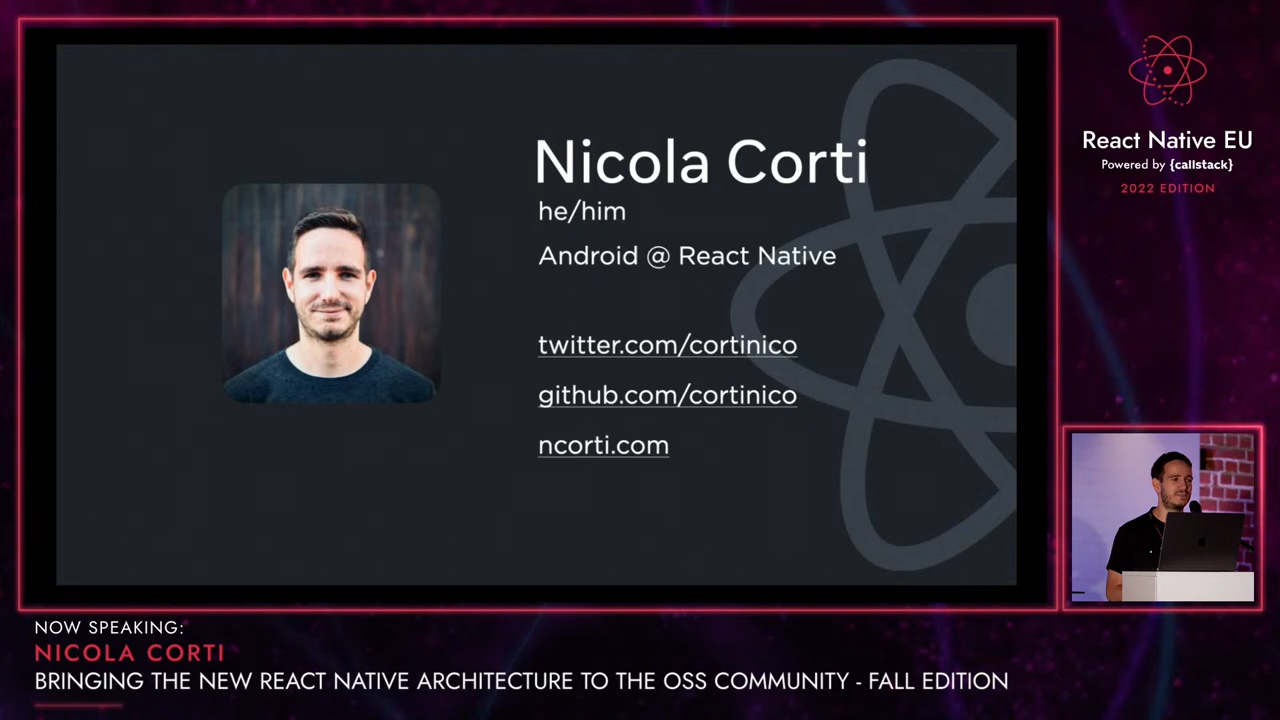 Nicola Corti
he/him
Android @ React Native
twitter.com/cortinico
github.com/cortinico
ncorti.com
React Native EU
Powered by {callstack}
2022 EDITION
NOW SPEAKING:
NICOLA CORTI
BRINGING THE NEW REACT NATIVE ARCHITECTURE TO THE OSS COMMUNITY - FALL EDITION